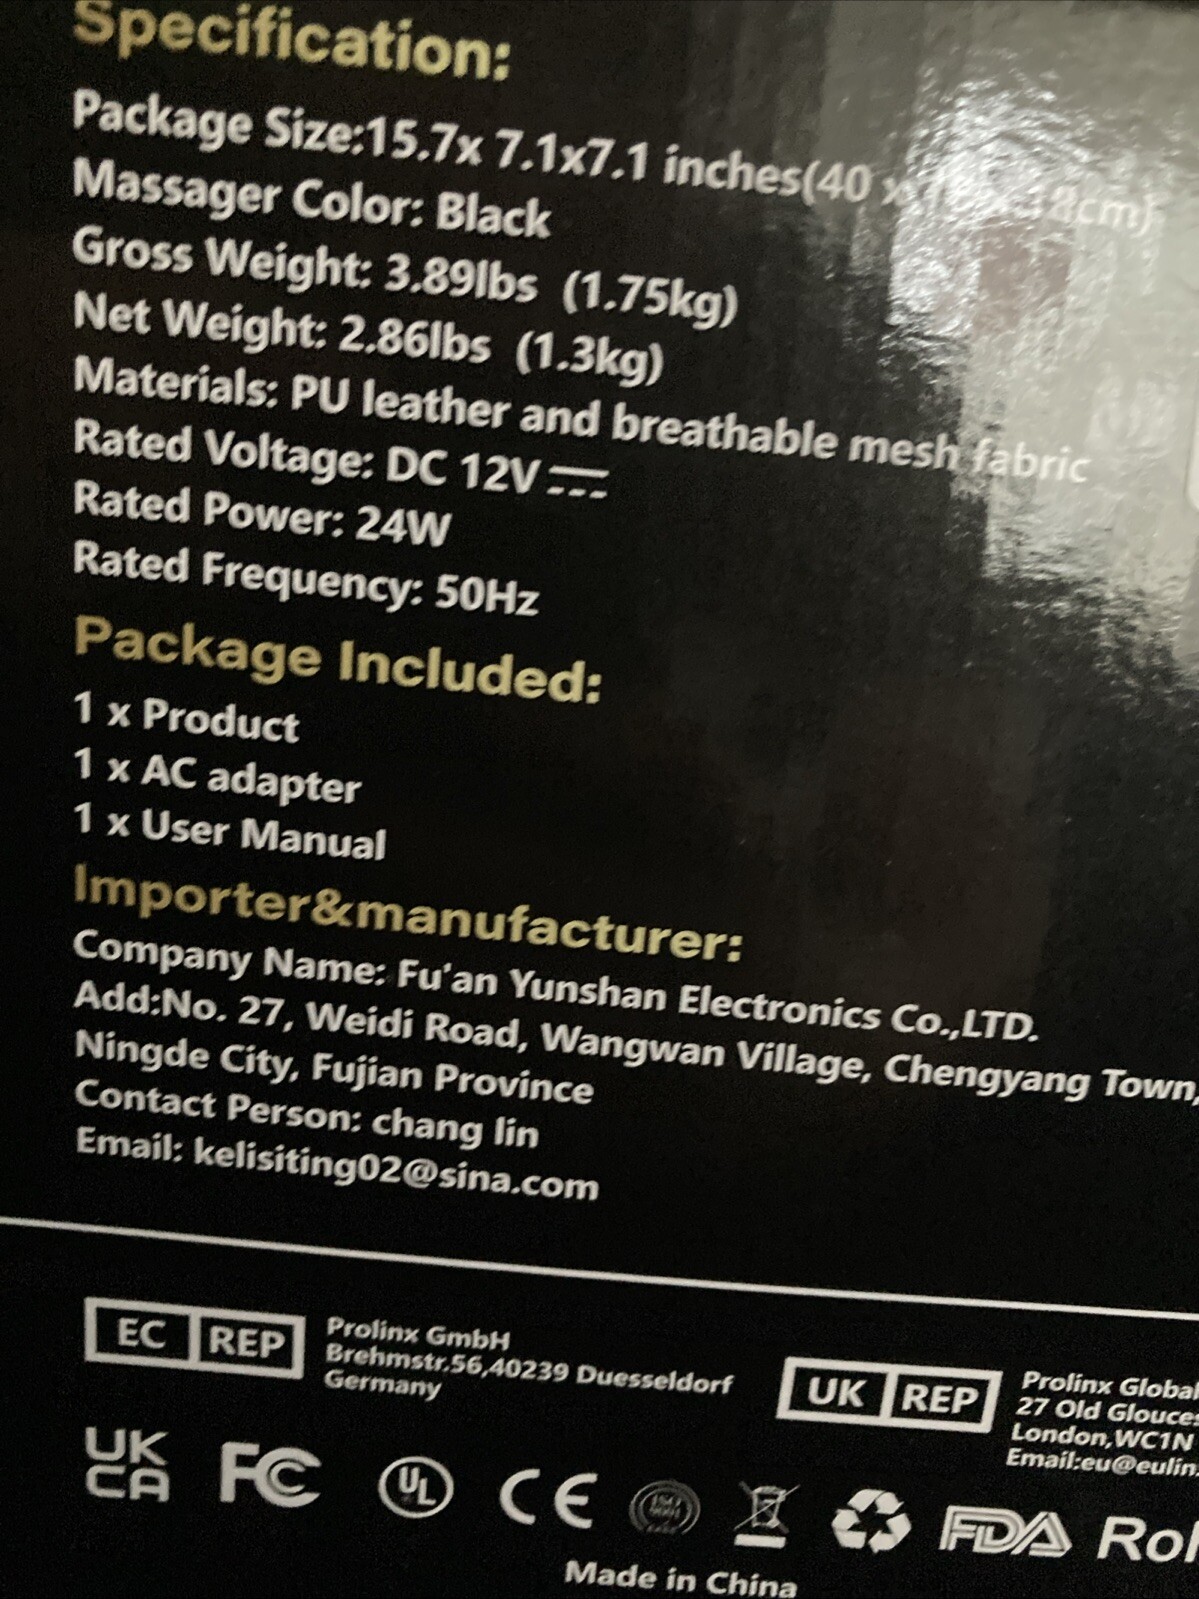 Specification:
Package Size:15.7x 7.1x7.1 inches(40 x 18 x 18cm)
Massager Color: Black
Gross Weight: 3.89lbs (1.75kg)
Net Weight: 2.86lbs (1.3kg)
Materials: PU leather and breathable mesh fabric
Rated Voltage: DC 12V
Rated Power: 24W
Rated Frequency: 50Hz
Package Included:
1 x Product
1 x AC adapter
1 x User Manual
Importer&manufacturer:
Company Name: Fu'an Yunshan Electronics Co.,LTD.
Add:No. 27, Weidi Road, Wangwan Village, Chengyang Town,
Ningde City, Fujian Province
Contact Person: chang lin
Email: kelisiting02@sina.com
EC REP
Prolinx GmbH
Brehmstr.56,40239 Duesseldorf
Germany
UK REP
Prolinx Global
27 Old
London,WC1N
UK CA FC UL CE ISO 9001 FDA
Made in China